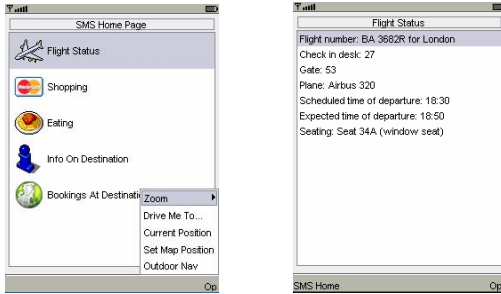 SMS Home Page
Flight Status
Shopping
Eating
Info On Destination
Bookings At Destinati
Zoom
Drive Me To...
Current Position
Set Map Position
Outdoor Nav
Op
Flight Status
Flight number: BA 3682R for London
Check in desk: 27
Gate: 53
Plane: Airbus 320
Scheduled time of departure: 18:30
Expected time of departure: 18:50
Seating: Seat 34A (window seat)
SMS Home
Op